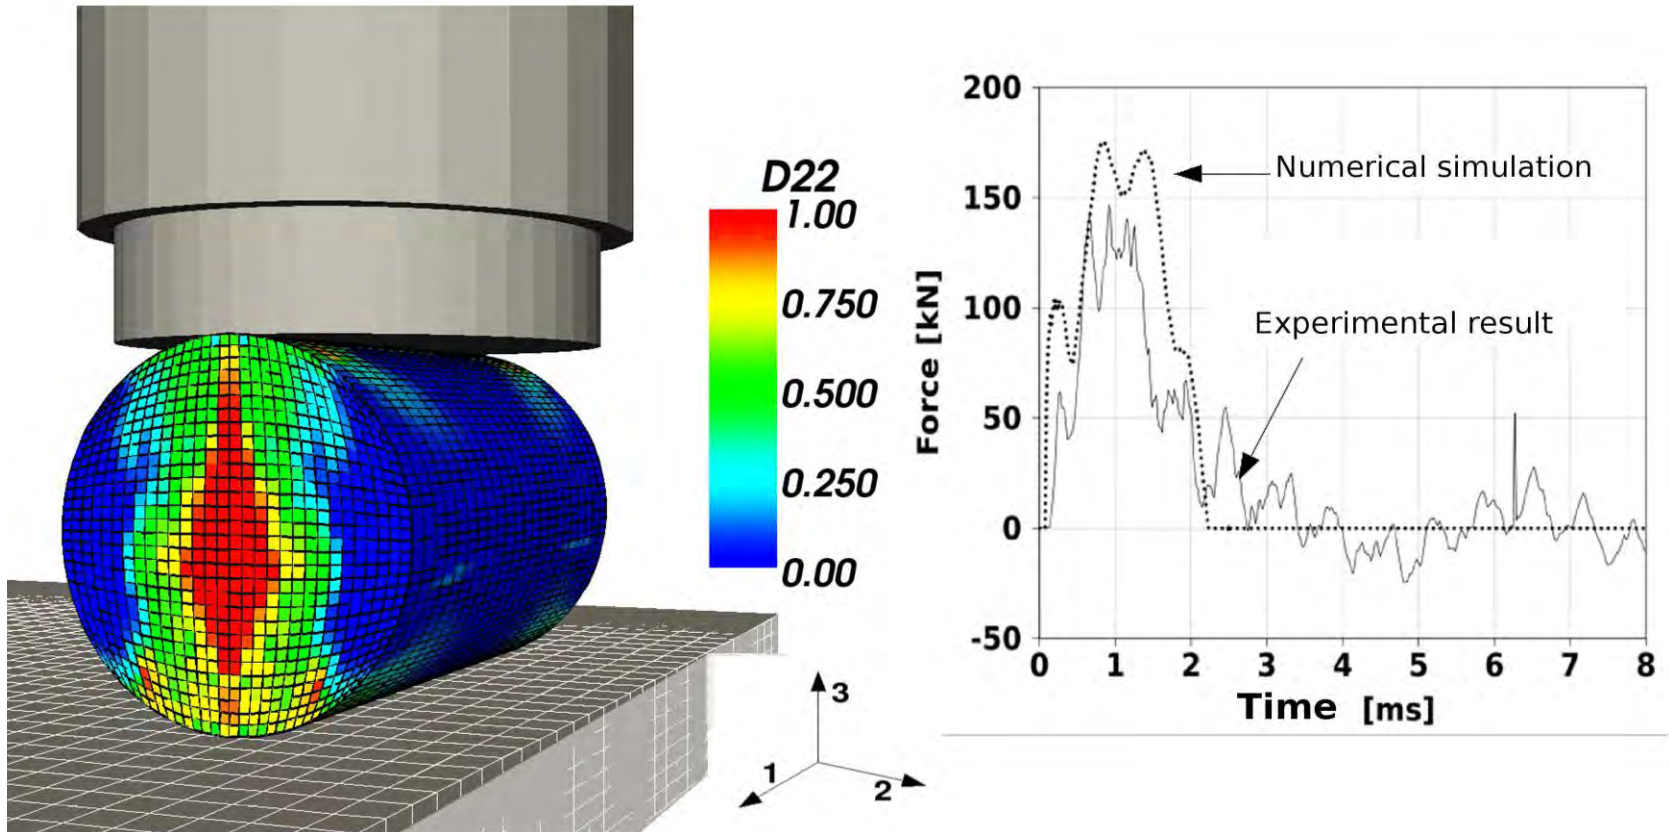 D22
1.00
0.750
0.500
0.250
0.00
3
1
2
200
150
100
50
0
-50
Force [kN]
Numerical simulation
Experimental result
0 1 2 3 4 5 6 7 8
Time [ms]